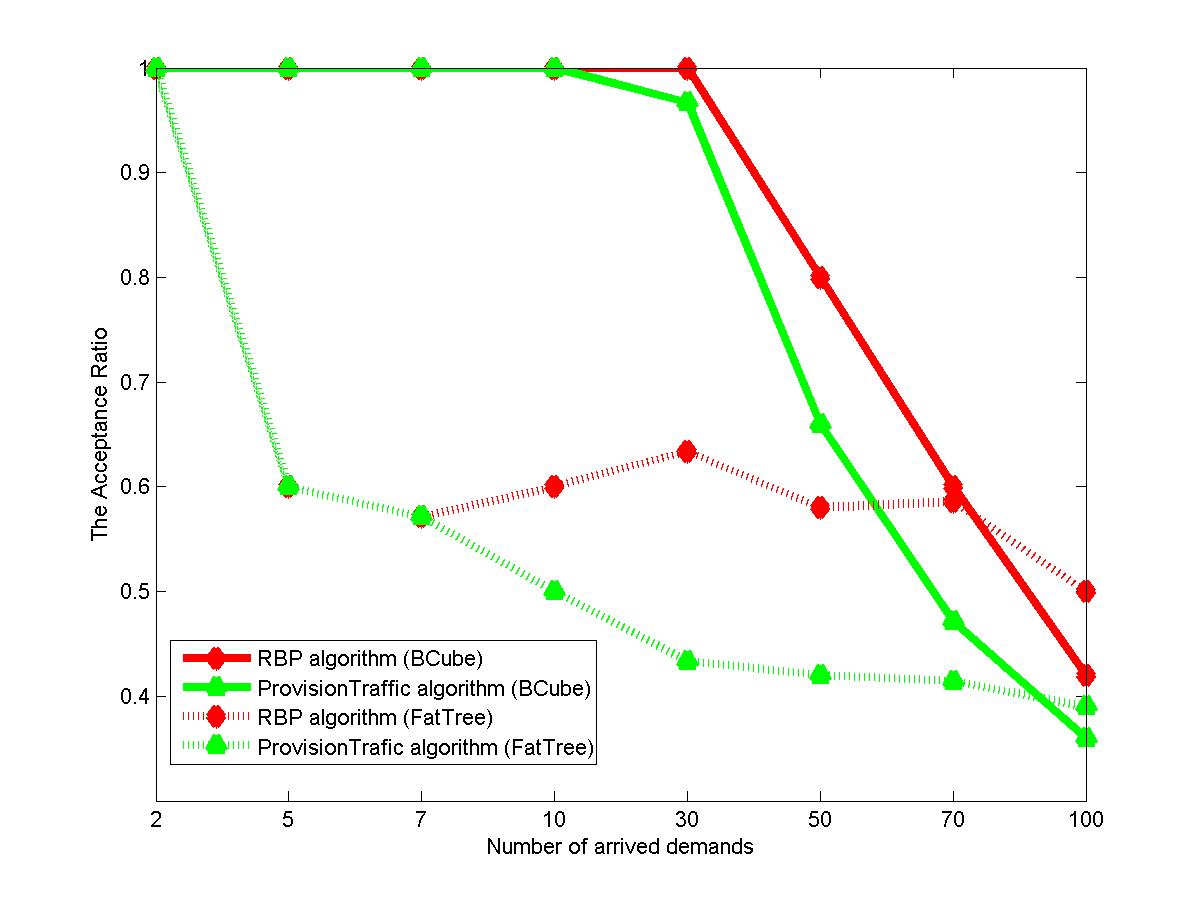 1
0.9
0.8
0.7
0.6
0.5
0.4
The Acceptance Ratio
RBP algorithm (BCube)
ProvisionTraffic algorithm (BCube)
RBP algorithm (FatTree)
ProvisionTrafic algorithm (FatTree)
2 5 7 10 30 50 70 100
Number of arrived demands